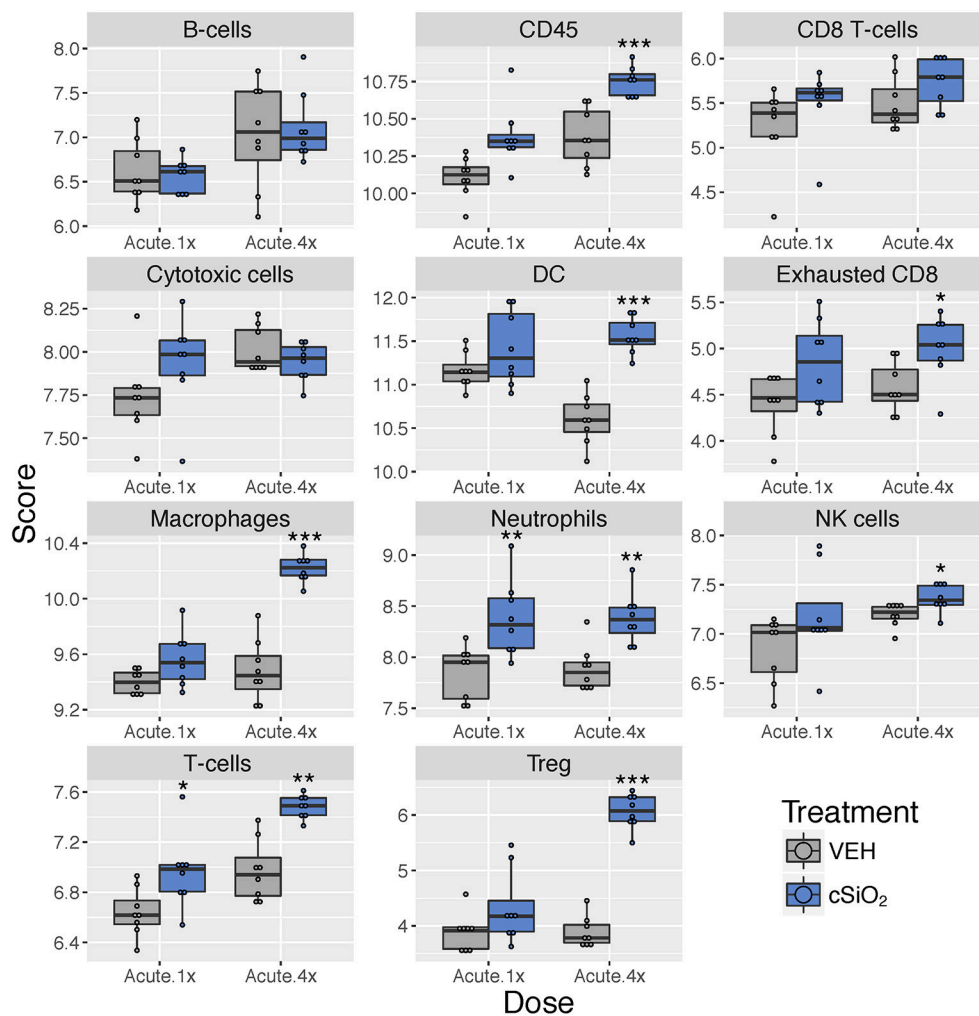 B-cells
CD45
CD8 T-cells
8.0
7.5
7.0
6.5
6.0
***
10.75
10.50
10.25
10.00
6.0
5.5
5.0
4.5
Acute.1x Acute.4x
Acute.1x Acute.4x
Acute.1x Acute.4x
Cytotoxic cells
DC
Exhausted CD8
8.25
8.00
7.75
7.50
***
12.0
11.5
11.0
10.5
10.0
*
5.5
5.0
4.5
4.0
Acute.1x Acute.4x
Acute.1x Acute.4x
Acute.1x Acute.4x
Score
Macrophages
Neutrophils
NK cells
***
10.4
10.0
9.6
9.2
** **
9.0
8.5
8.0
7.5
*
8.0
7.5
7.0
6.5
Acute.1x Acute.4x
Acute.1x Acute.4x
Acute.1x Acute.4x
T-cells
Treg
* **
7.6
7.2
6.8
6.4
***
6
5
4
Acute.1x Acute.4x
Acute.1x Acute.4x
Dose
Treatment
VEH
cSiO₂